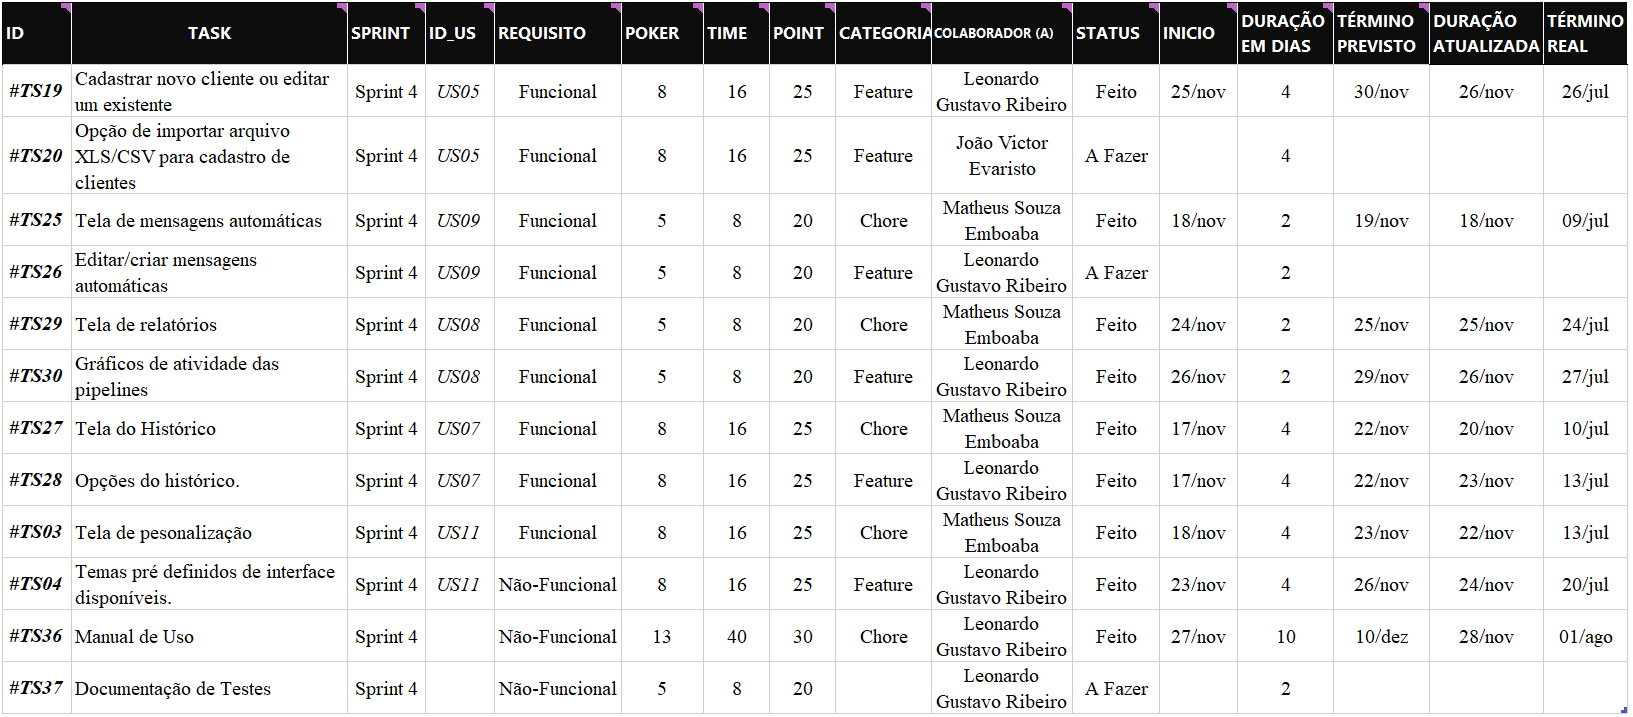 ID TASK SPRINT ID_US REQUISITO POKER TIME POINT CATEGORIA COLABORADOR (A) STATUS INICIO DURAÇÃO EM DIAS TÉRMINO PREVISTO DURAÇÃO ATUALIZADA TÉRMINO REAL
#TS19 Cadastrar novo cliente ou editar um existente Sprint 4 US05 Funcional 8 16 25 Feature Leonardo Gustavo Ribeiro Feito 25/nov 4 30/nov 26/nov 26/jul
#TS20 Opção de importar arquivo XLS/CSV para cadastro de clientes Sprint 4 US05 Funcional 8 16 25 Feature João Victor Evaristo A Fazer 4
#TS25 Tela de mensagens automáticas Sprint 4 US09 Funcional 5 8 20 Chore Matheus Souza Emboaba Feito 18/nov 2 19/nov 18/nov 09/jul
#TS26 Editar/criar mensagens automáticas Sprint 4 US09 Funcional 5 8 20 Feature Leonardo Gustavo Ribeiro A Fazer 2
#TS29 Tela de relatórios Sprint 4 US08 Funcional 5 8 20 Chore Matheus Souza Emboaba Feito 24/nov 2 25/nov 25/nov 24/jul
#TS30 Gráficos de atividade das pipelines Sprint 4 US08 Funcional 5 8 20 Feature Leonardo Gustavo Ribeiro Feito 26/nov 2 29/nov 26/nov 27/jul
#TS27 Tela do Histórico Sprint 4 US07 Funcional 8 16 25 Chore Matheus Souza Emboaba Feito 17/nov 4 22/nov 20/nov 10/jul
#TS28 Opções do histórico. Sprint 4 US07 Funcional 8 16 25 Feature Leonardo Gustavo Ribeiro Feito 17/nov 4 22/nov 23/nov 13/jul
#TS03 Tela de pesonalização Sprint 4 US11 Funcional 8 16 25 Chore Matheus Souza Emboaba Feito 18/nov 4 23/nov 22/nov 13/jul
#TS04 Temas pré definidos de interface disponíveis. Sprint 4 US11 Não-Funcional 8 16 25 Feature Leonardo Gustavo Ribeiro Feito 23/nov 4 26/nov 24/nov 20/jul
#TS36 Manual de Uso Sprint 4 Não-Funcional 13 40 30 Chore Leonardo Gustavo Ribeiro Feito 27/nov 10 10/dez 28/nov 01/ago
#TS37 Documentação de Testes Sprint 4 Não-Funcional 5 8 20 Leonardo Gustavo Ribeiro A Fazer 2